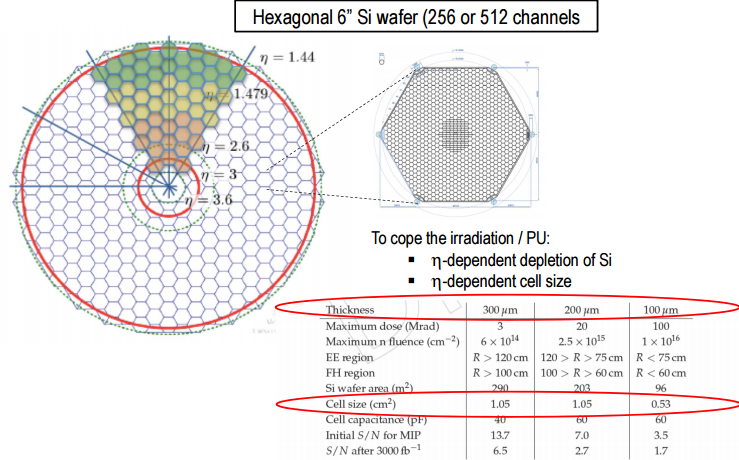 Hexagonal 6” Si wafer (256 or 512 channels
η = 1.44
η = 1.479
η = 2.6
η = 3
η = 3.6
To cope the irradiation / PU:
▪ η-dependent depletion of Si
▪ η-dependent cell size
Thickness 300 μm 200 μm 100 μm
Maximum dose (Mrad) 3 20 100
Maximum n fluence (cm⁻²) 6 × 10¹⁴ 2.5 × 10¹⁵ 1 × 10¹⁶
EE region R > 120 cm 120 > R > 75 cm R < 75 cm
FH region R > 100 cm 100 > R > 60 cm R < 60 cm
Si wafer area (m²) 290 203 96
Cell size (cm²) 1.05 1.05 0.53
Cell capacitance (pF) 40 60 60
Initial S/N for MIP 13.7 7.0 3.5
S/N after 3000 fb⁻¹ 6.5 2.7 1.7